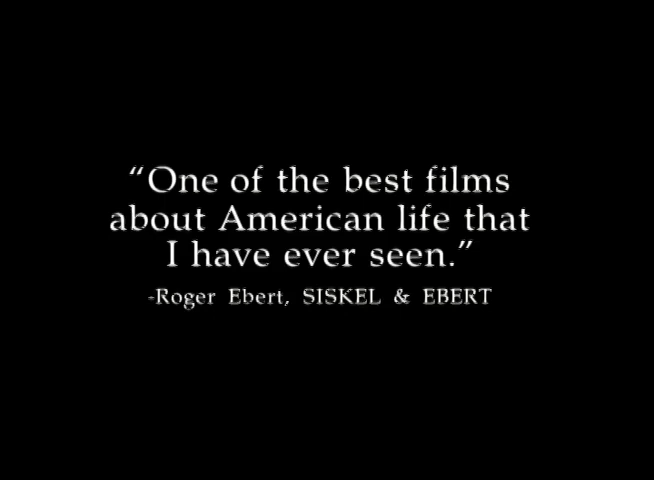 “One of the best films
about American life that
I have ever seen.”
-Roger Ebert, SISKEL & EBERT